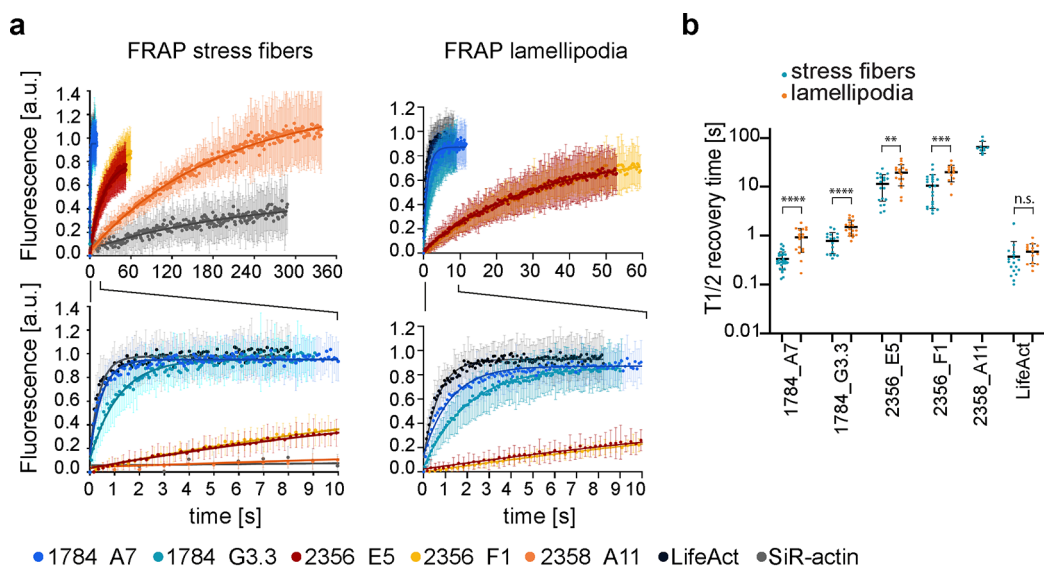 a
FRAP stress fibers
FRAP lamellipodia
Fluorescence [a.u.]
1.4
1.2
1.0
0.8
0.6
0.4
0.2
0.0
0 60 120 180 240 300 360
1.2
1.0
0.8
0.6
0.4
0.2
0.0
0 10 20 30 40 50 60
Fluorescence [a.u.]
1.4
1.2
1.0
0.8
0.6
0.4
0.2
0.0
0 1 2 3 4 5 6 7 8 9 10
time [s]
1.4
1.2
1.0
0.8
0.6
0.4
0.2
0.0
0 1 2 3 4 5 6 7 8 9 10
time [s]
1784 A7 1784 G3.3 2356 E5 2356 F1 2358 A11 LifeAct SiR-actin
b
stress fibers
lamellipodia
T1/2 recovery time [s]
100
10
1
0.1
0.01
**** **** ** *** n.s.
1784_A7
1784_G3.3
2356_E5
2356_F1
2358_A11
LifeAct